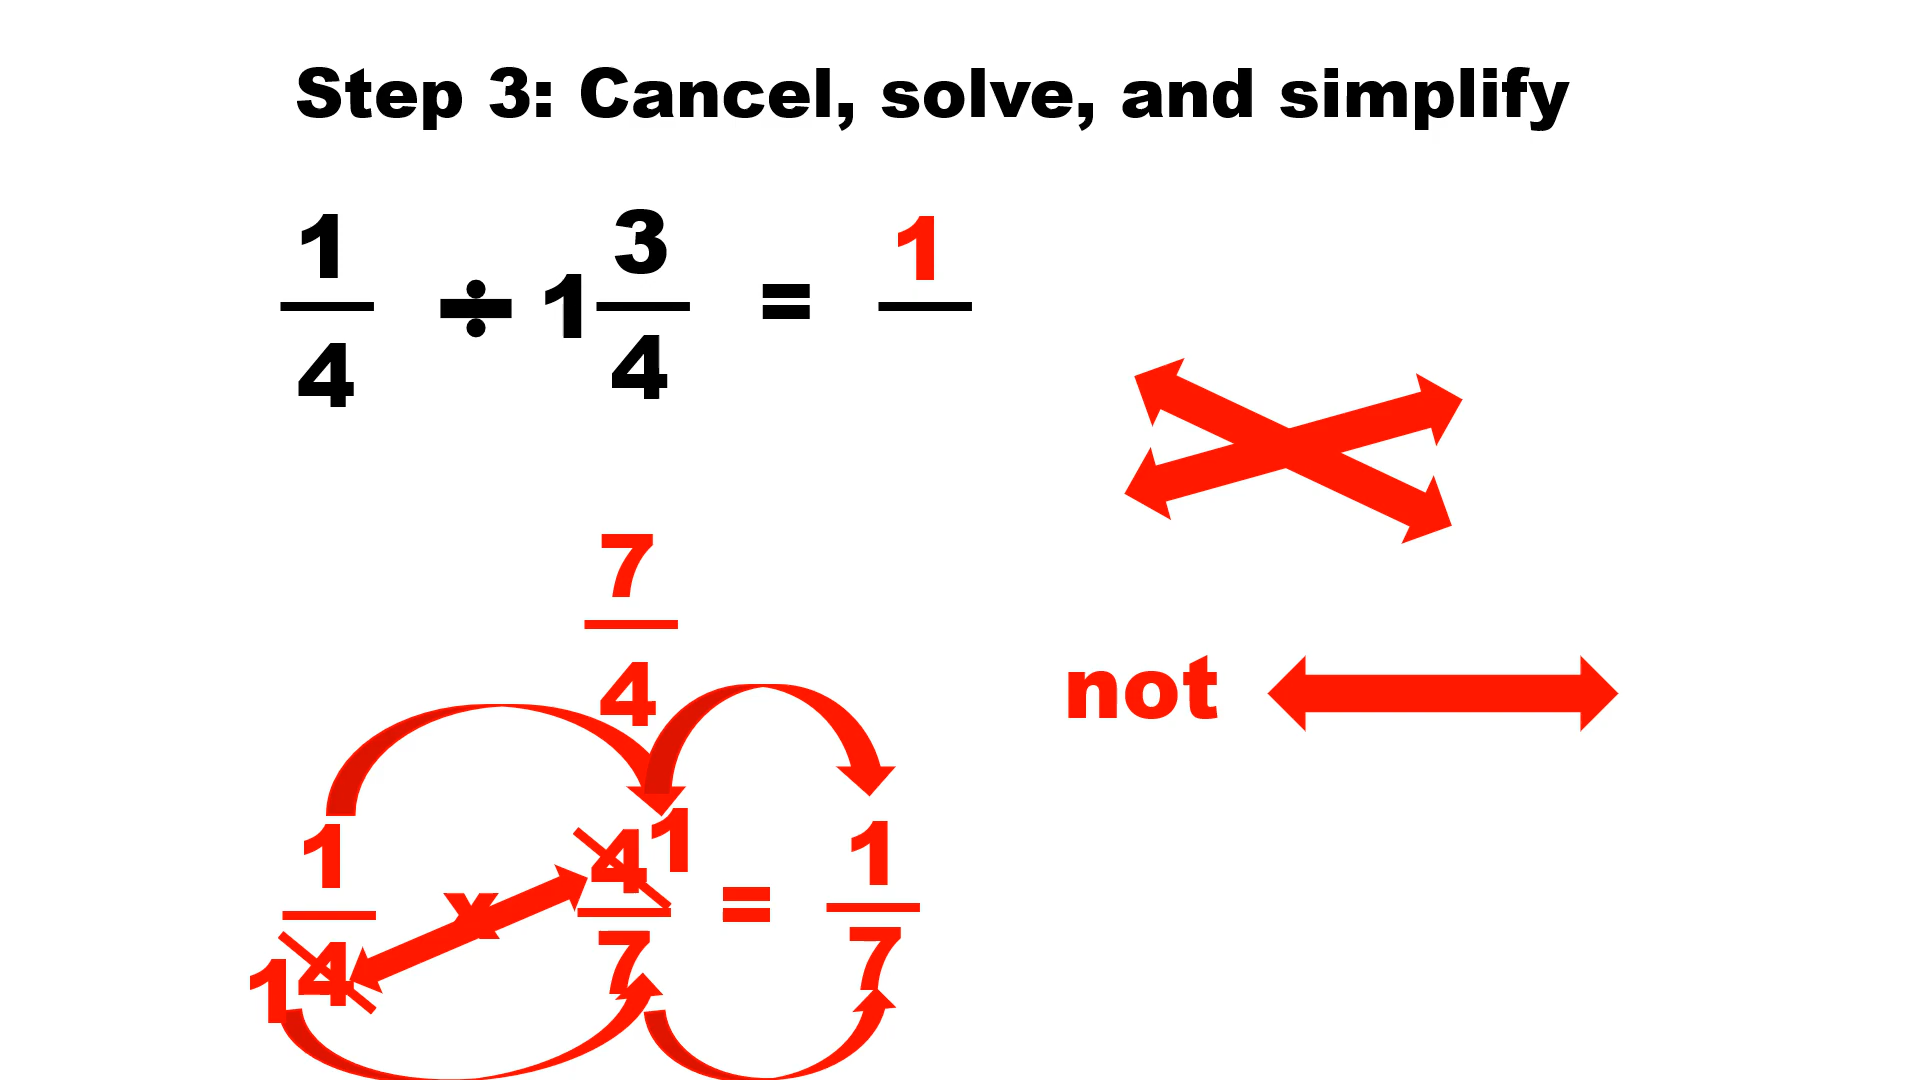 Step 3: Cancel, solve, and simplify
1 3 1
÷ 1 =
4 4
7
4
not
1 4 1 1
x =
1 4 7 7